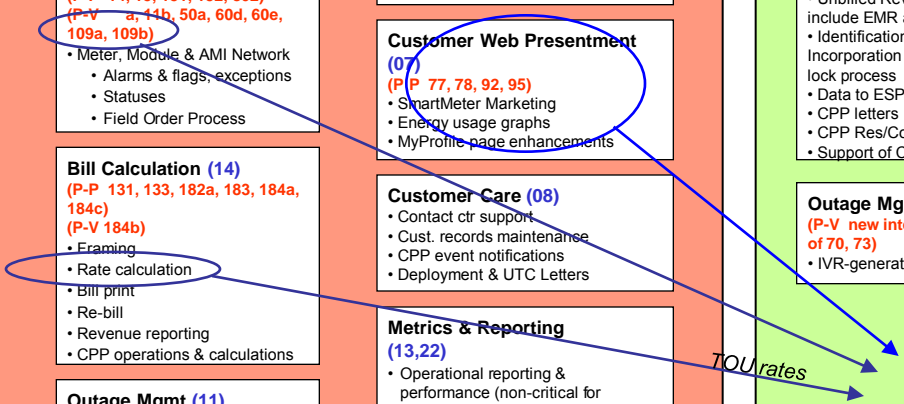 (P-V a, 11b, 50a, 60d, 60e,
109a, 109b)
• Meter, Module & AMI Network
• Alarms & flags, exceptions
• Statuses
• Field Order Process
Bill Calculation (14)
(P-P 131, 133, 182a, 183, 184a,
184c)
(P-V 184b)
• Framing
• Rate calculation
• Bill print
• Re-bill
• Revenue reporting
• CPP operations & calculations
Outage Mgmt (11)
Customer Web Presentment
(07)
(P-P 77, 78, 92, 95)
• SmartMeter Marketing
• Energy usage graphs
• MyProfile page enhancements
Customer Care (08)
• Contact ctr support
• Cust. records maintenance
• CPP event notifications
• Deployment & UTC Letters
Metrics & Reporting
(13,22)
• Operational reporting &
performance (non-critical for
include EMR
• Identification
Incorporation
lock process
• Data to ESP
• CPP letters
• CPP Res/Co
• Support of C
Outage Mg
(P-V new int
of 70, 73)
• IVR-generat
TOU rates